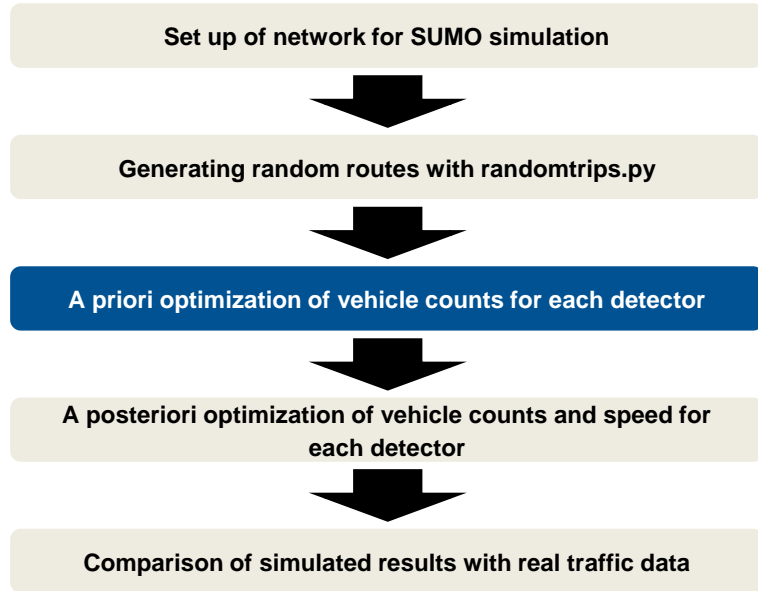 Set up of network for SUMO simulation
Generating random routes with randomtrips.py
A priori optimization of vehicle counts for each detector
A posteriori optimization of vehicle counts and speed for
each detector
Comparison of simulated results with real traffic data